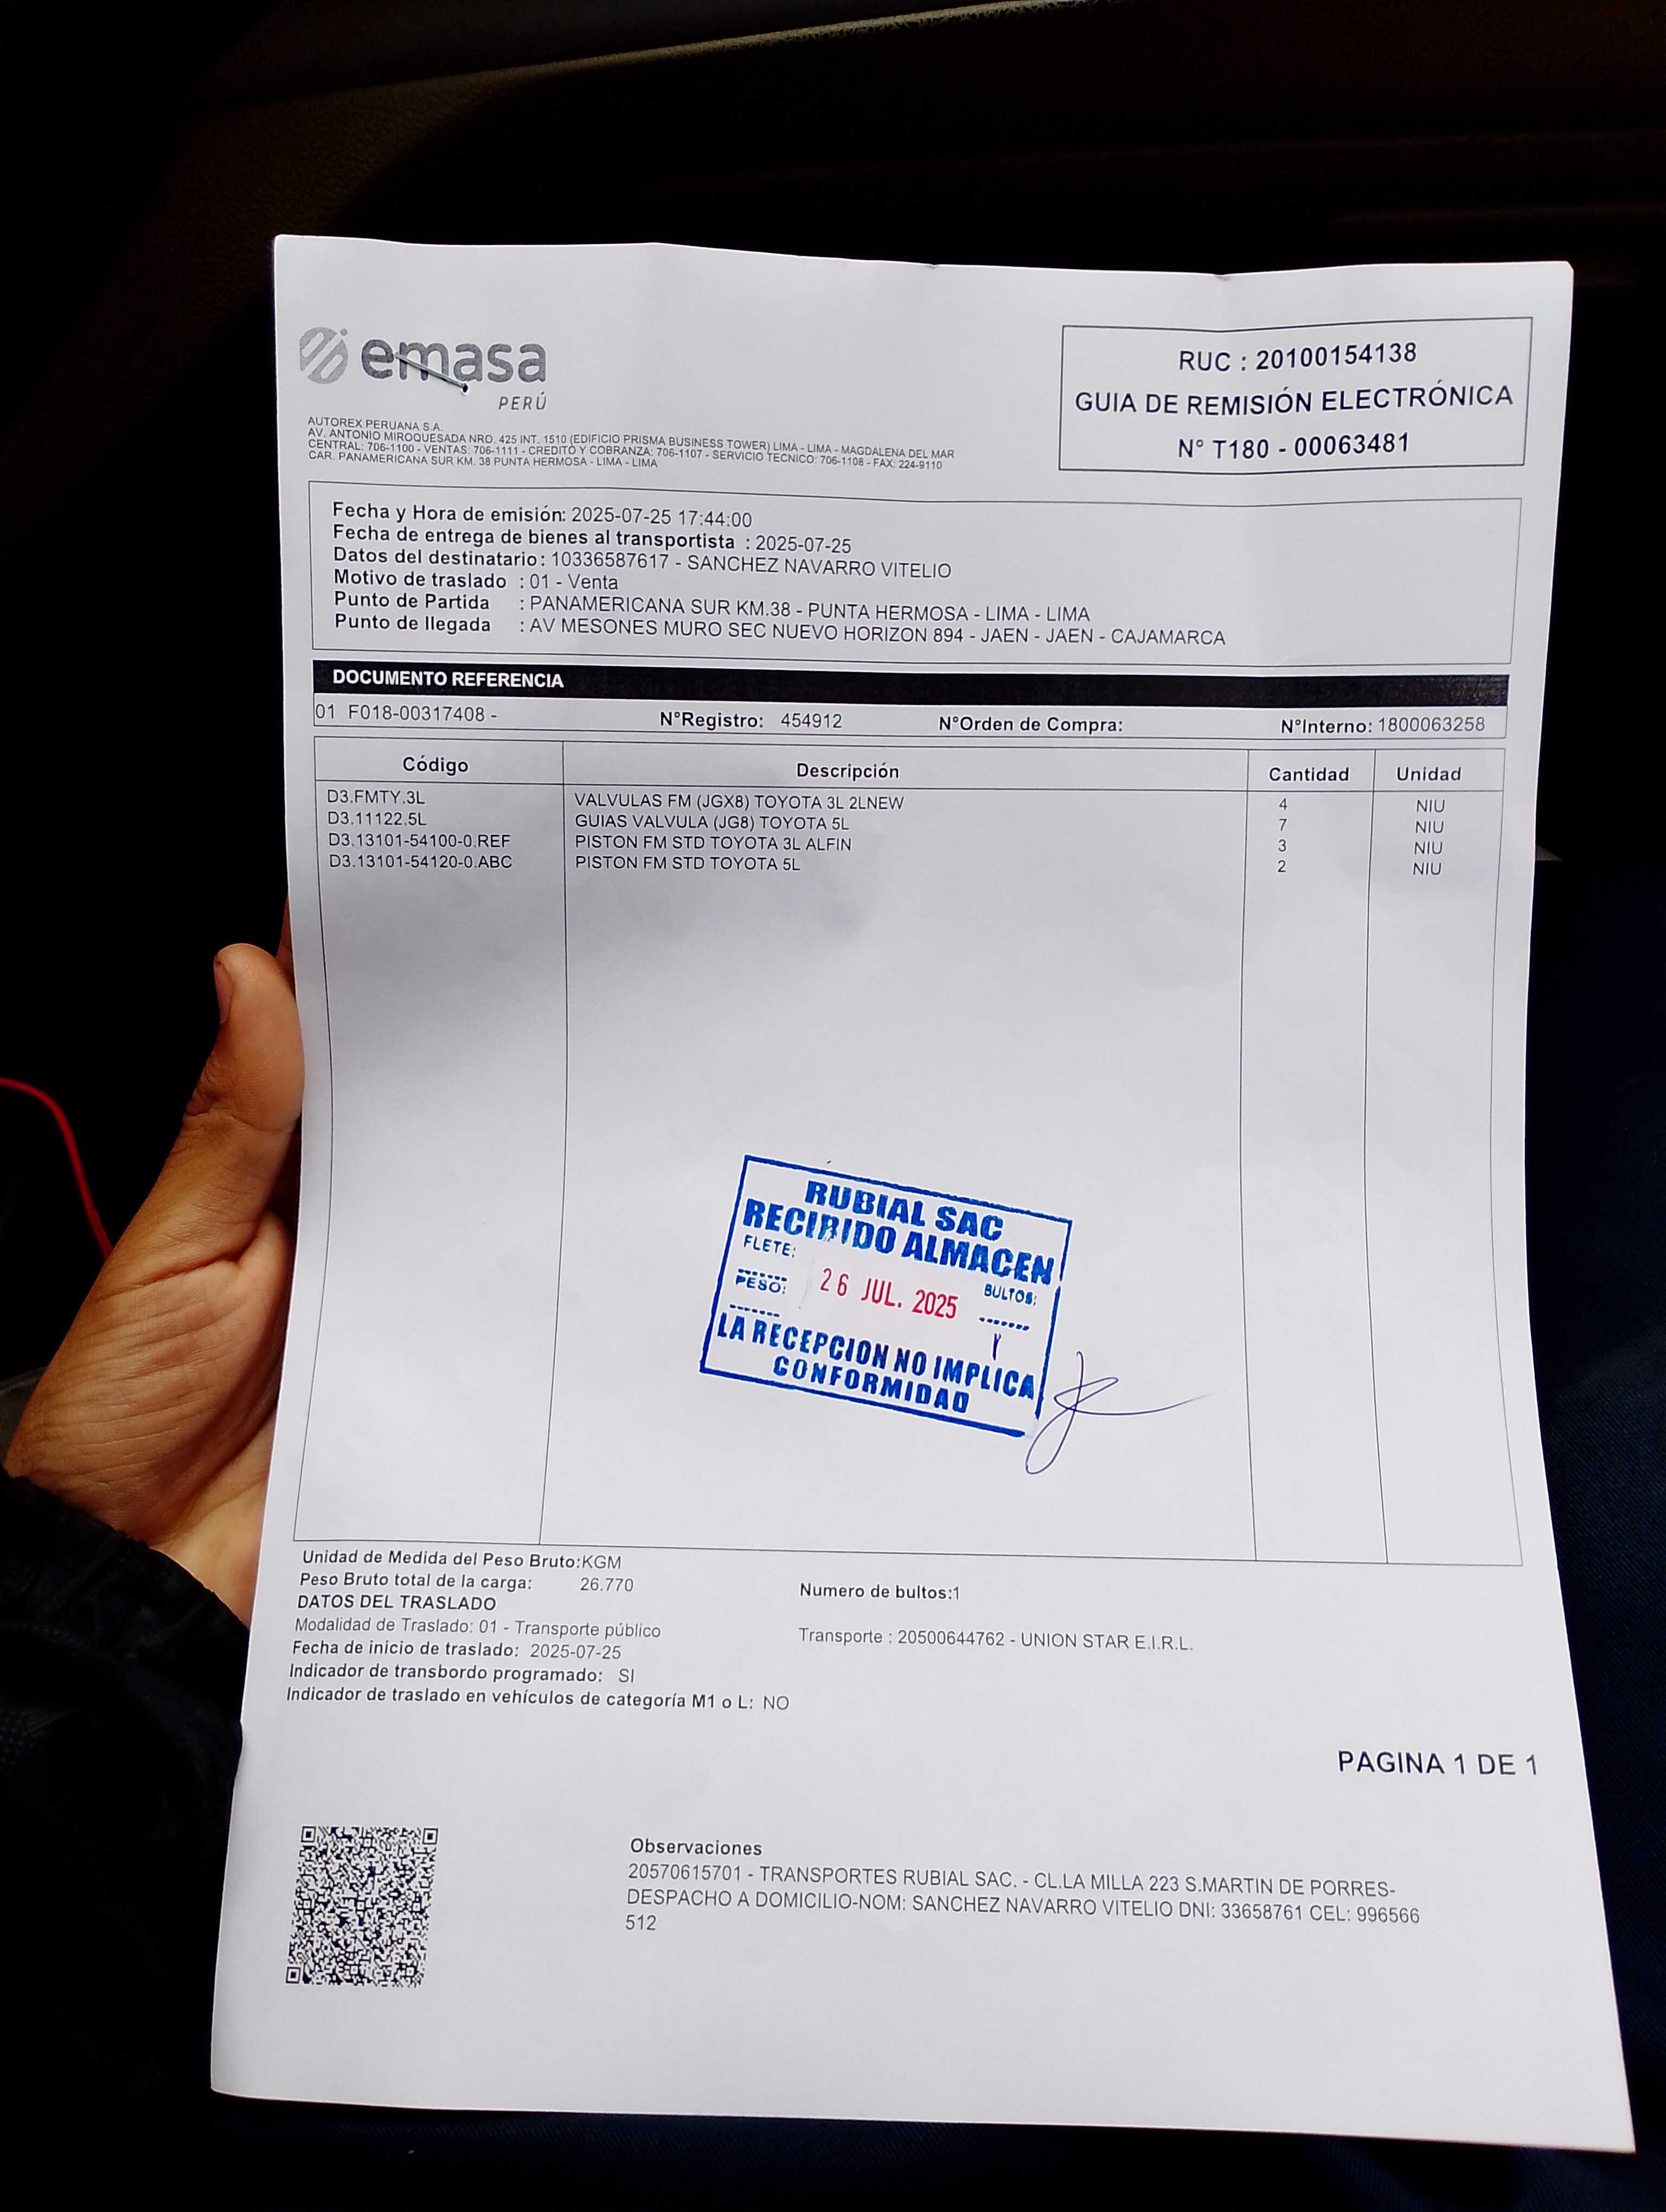 emasa
PERÚ
RUC : 20100154138
GUIA DE REMISIÓN ELECTRÓNICA
N° T180 - 00063481
AUTOREX PERUANA S.A.
AV. ANTONIO MIROQUESADA NRO. 425 INT. 1510 (EDIFICIO PRISMA BUSINESS TOWER) LIMA - LIMA - MAGDALENA DEL MAR
CENTRAL: 706-1100 - VENTAS: 706-1111 - CREDITO Y COBRANZA: 706-1107 - SERVICIO TECNICO: 706-1108 - FAX: 224-9110
CAR. PANAMERICANA SUR KM. 38 PUNTA HERMOSA - LIMA - LIMA
Fecha y Hora de emisión: 2025-07-25 17:44:00
Fecha de entrega de bienes al transportista : 2025-07-25
Datos del destinatario : 10336587617 - SANCHEZ NAVARRO VITELIO
Motivo de traslado : 01 - Venta
Punto de Partida : PANAMERICANA SUR KM.38 - PUNTA HERMOSA - LIMA - LIMA
Punto de llegada : AV MESONES MURO SEC NUEVO HORIZON 894 - JAEN - JAEN - CAJAMARCA
DOCUMENTO REFERENCIA
01 F018-00317408 - N°Registro: 454912 N°Orden de Compra: N°Interno: 1800063258
Código Descripción Cantidad Unidad
D3.FMTY.3L VALVULAS FM (JGX8) TOYOTA 3L 2LNEW 4 NIU
D3.11122.5L GUIAS VALVULA (JG8) TOYOTA 5L 7 NIU
D3.13101-54100-0.REF PISTON FM STD TOYOTA 3L ALFIN 3 NIU
D3.13101-54120-0.ABC PISTON FM STD TOYOTA 5L 2 NIU
RUBIAL SAC
RECIBIDO ALMACEN
FLETE:
PESO: 26 JUL. 2025 BULTOS:
LA RECEPCION NO IMPLICA
CONFORMIDAD
Unidad de Medida del Peso Bruto:KGM
Peso Bruto total de la carga: 26.770 Numero de bultos:1
DATOS DEL TRASLADO
Modalidad de Traslado: 01 - Transporte público Transporte : 20500644762 - UNION STAR E.I.R.L.
Fecha de inicio de traslado: 2025-07-25
Indicador de transbordo programado: SI
Indicador de traslado en vehículos de categoría M1 o L: NO
PAGINA 1 DE 1
Observaciones
20570615701 - TRANSPORTES RUBIAL SAC. - CL.LA MILLA 223 S.MARTIN DE PORRES-
DESPACHO A DOMICILIO-NOM: SANCHEZ NAVARRO VITELIO DNI: 33658761 CEL: 996566
512